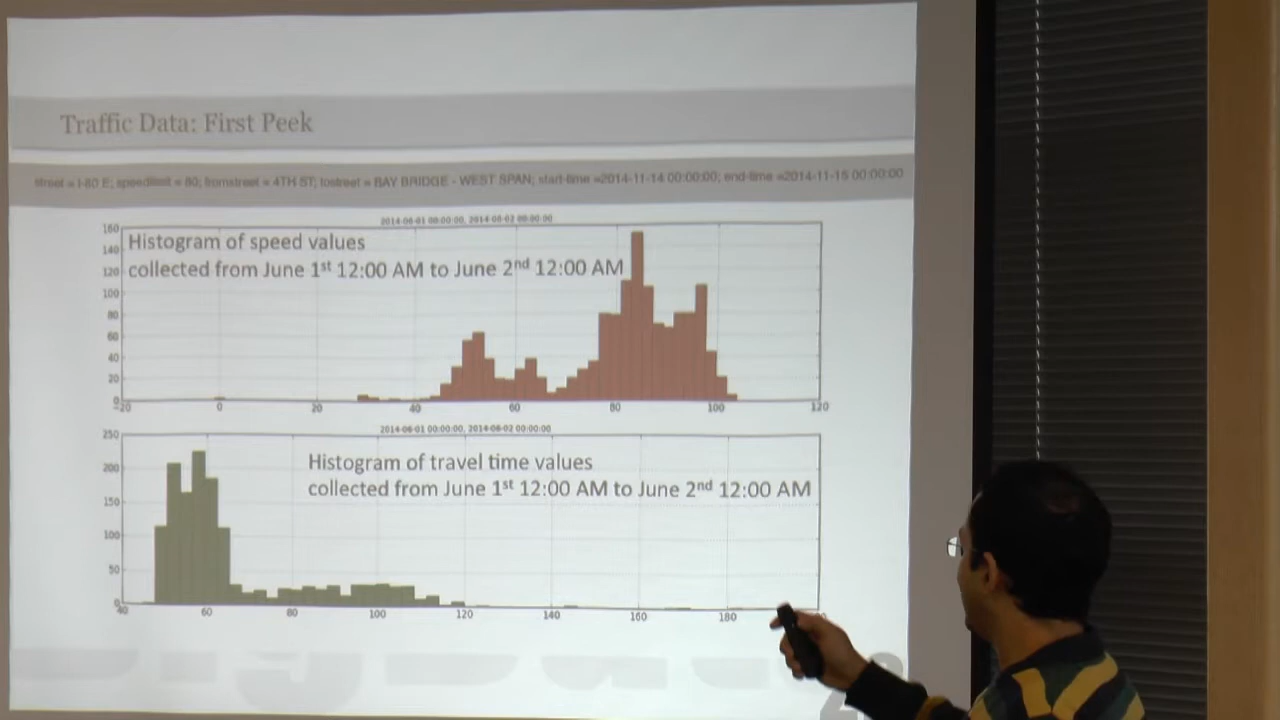 Traffic Data: First Peek
street = I-80 E; speedlimit = 80; fromstreet = 4TH ST; tostreet = BAY BRIDGE - WEST SPAN; start-time =2014-11-14 00:00:00; end-time =2014-11-15 00:00:00
2014-06-01 00:00:00, 2014-06-02 00:00:00
Histogram of speed values
collected from June 1st 12:00 AM to June 2nd 12:00 AM
160
140
120
100
80
60
40
20
0
-20 0 20 40 60 80 100 120
2014-06-01 00:00:00, 2014-06-02 00:00:00
Histogram of travel time values
collected from June 1st 12:00 AM to June 2nd 12:00 AM
250
200
150
100
50
0
40 60 80 100 120 140 160 180